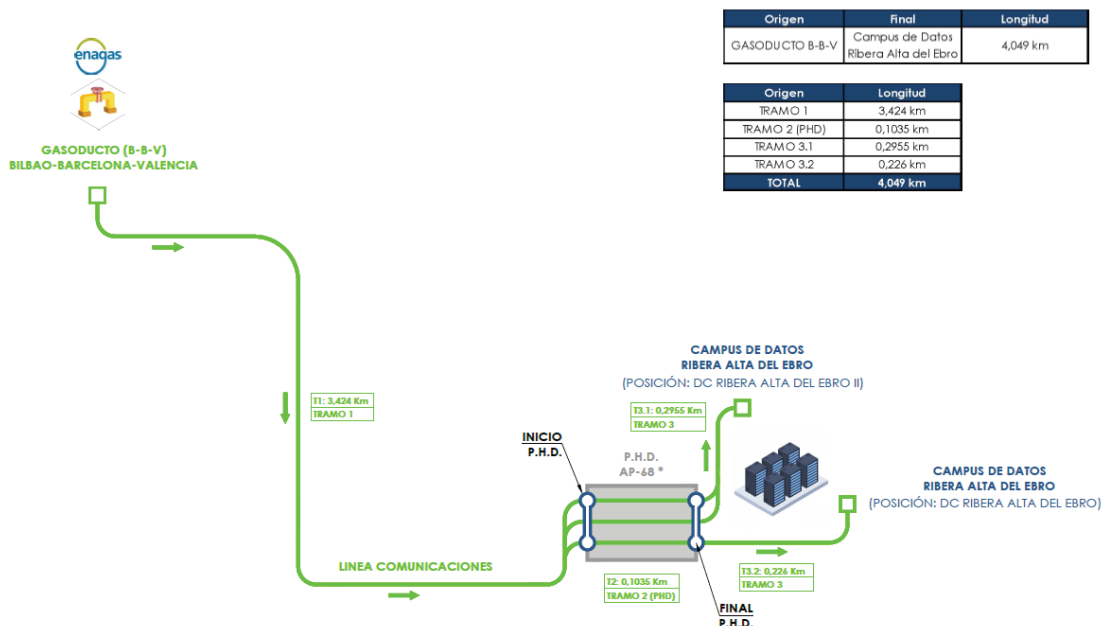 Origen Final Longitud
GASODUCTO B-B-V Campus de Datos Ribera Alta del Ebro 4,049 km
Origen Longitud
TRAMO 1 3,424 km
TRAMO 2 (PHD) 0,1035 km
TRAMO 3.1 0,2955 km
TRAMO 3.2 0,226 km
TOTAL 4,049 km
enagas
GASODUCTO (B-B-V)
BILBAO-BARCELONA-VALENCIA
CAMPUS DE DATOS
RIBERA ALTA DEL EBRO
(POSICIÓN: DC RIBERA ALTA DEL EBRO II)
T1: 3,424 Km
TRAMO 1
T3.1: 0,2955 Km
TRAMO 3
INICIO
P.H.D.
P.H.D.
AP-68 *
CAMPUS DE DATOS
RIBERA ALTA DEL EBRO
(POSICIÓN: DC RIBERA ALTA DEL EBRO)
LINEA COMUNICACIONES
T2: 0,1035 Km
TRAMO 2 (PHD)
T3.2: 0,226 Km
TRAMO 3
FINAL
P.H.D.